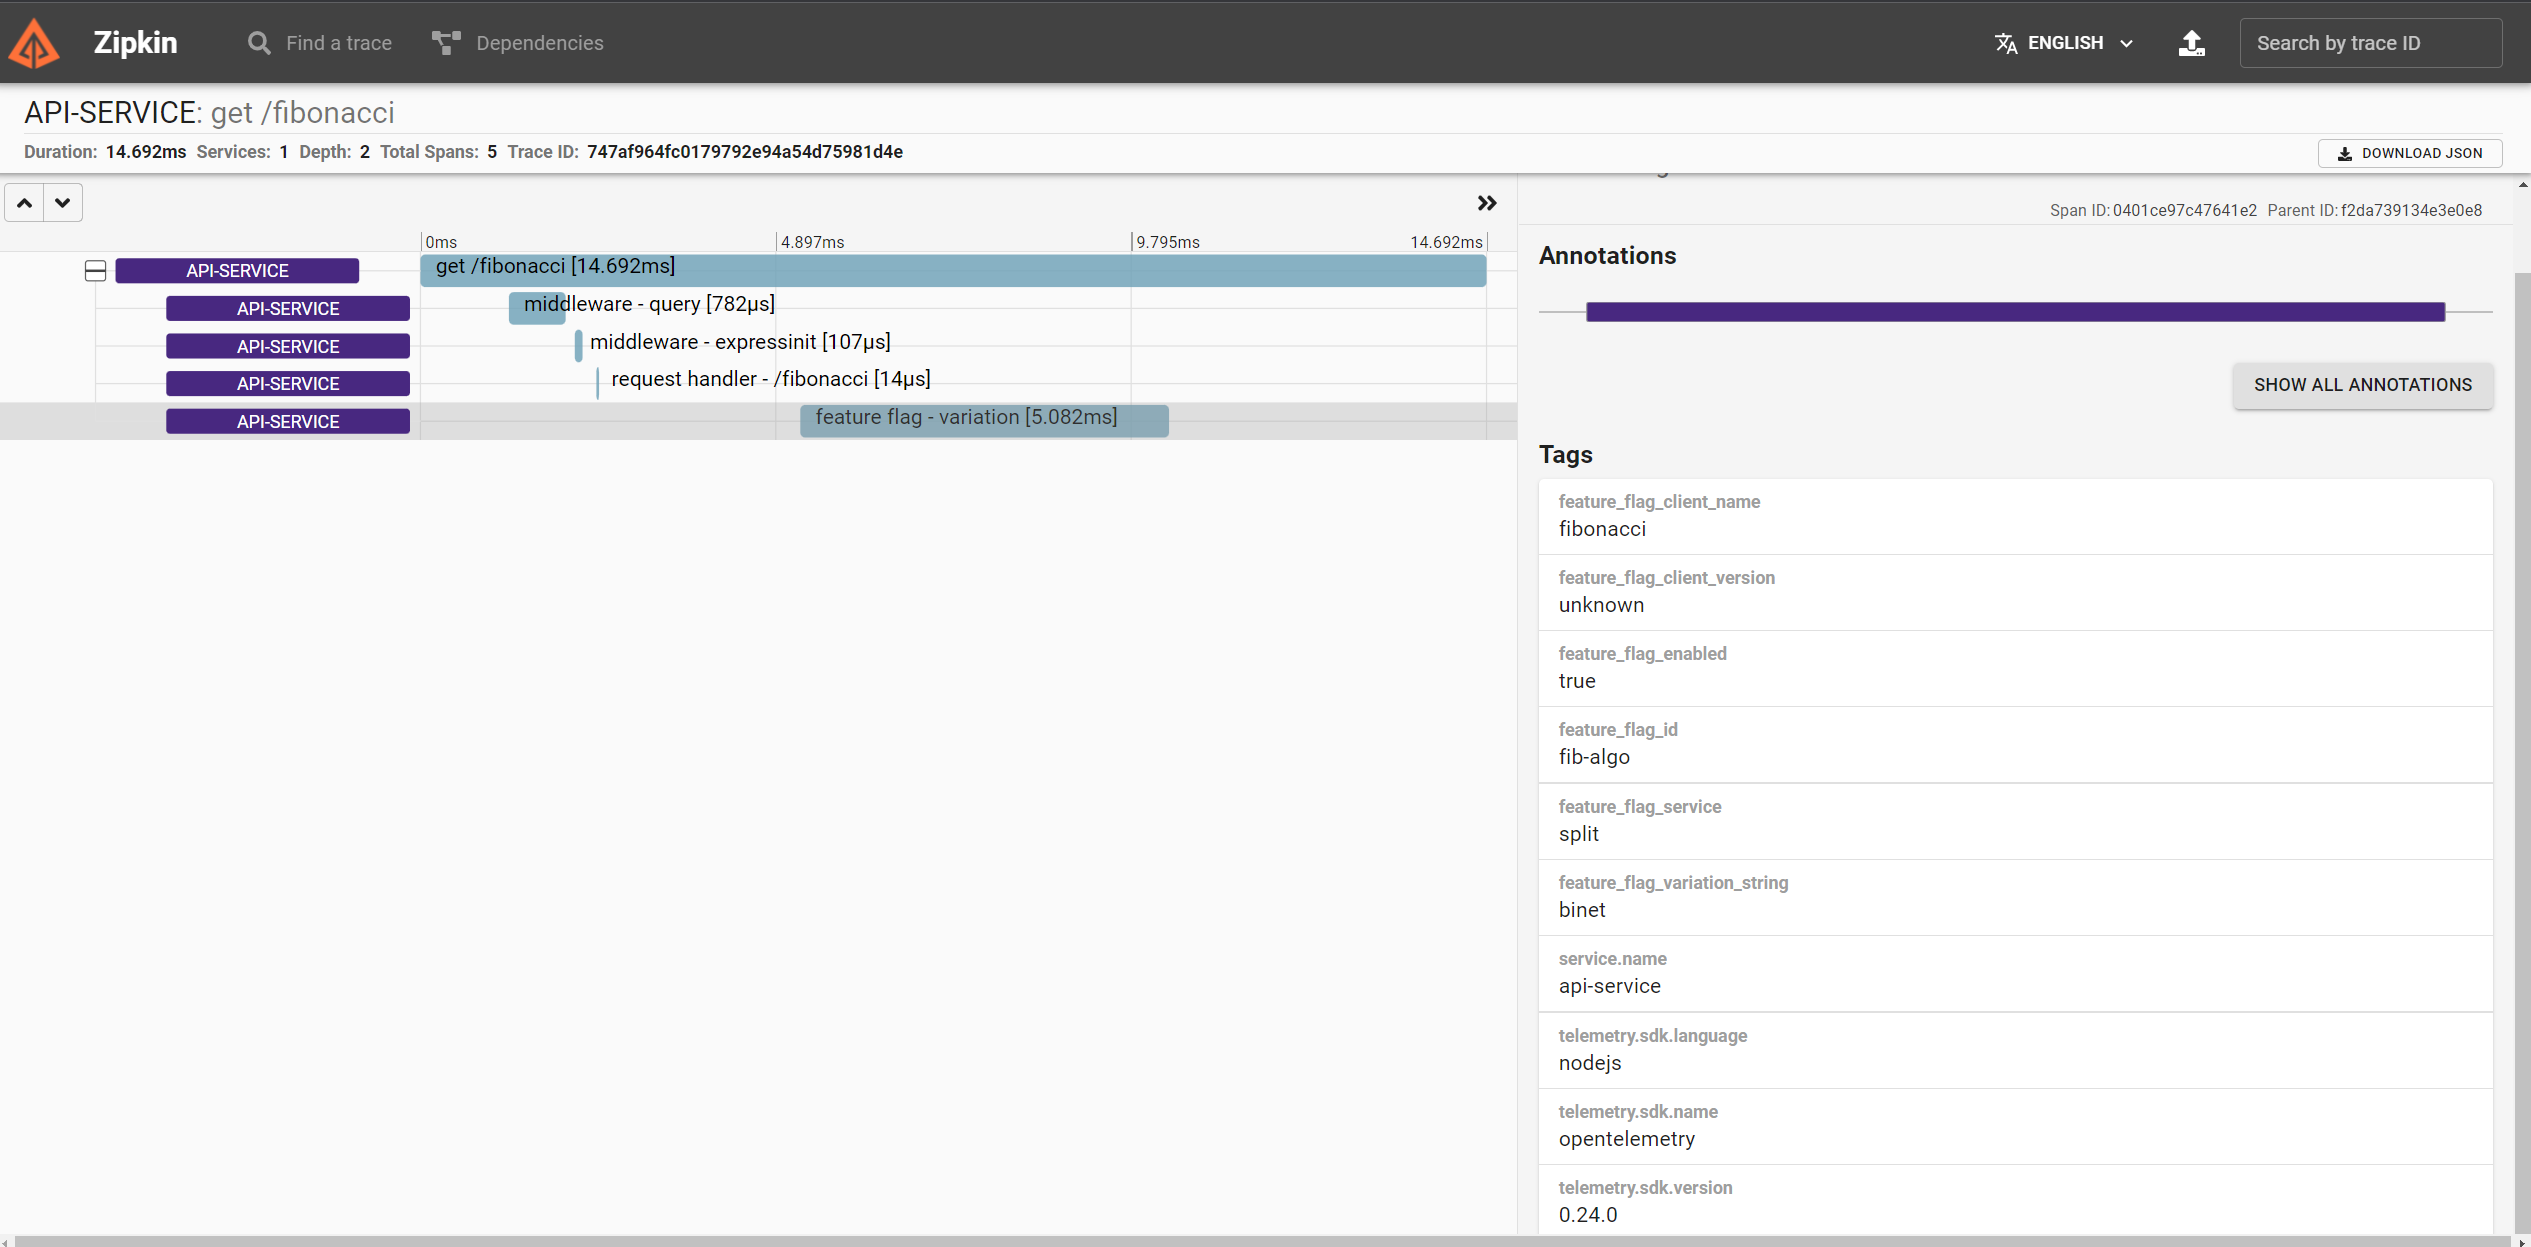 Zipkin
Find a trace
Dependencies
ENGLISH
Search by trace ID
API-SERVICE: get /fibonacci
Duration: 14.692ms Services: 1 Depth: 2 Total Spans: 5 Trace ID: 747af964fc0179792e94a54d75981d4e
DOWNLOAD JSON
0ms
4.897ms
9.795ms
14.692ms
API-SERVICE
get /fibonacci [14.692ms]
API-SERVICE
middleware - query [782µs]
API-SERVICE
middleware - expressinit [107µs]
API-SERVICE
request handler - /fibonacci [14µs]
API-SERVICE
feature flag - variation [5.082ms]
Span ID: 0401ce97c47641e2 Parent ID: f2da739134e3e0e8
Annotations
SHOW ALL ANNOTATIONS
Tags
feature_flag_client_name
fibonacci
feature_flag_client_version
unknown
feature_flag_enabled
true
feature_flag_id
fib-algo
feature_flag_service
split
feature_flag_variation_string
binet
service.name
api-service
telemetry.sdk.language
nodejs
telemetry.sdk.name
opentelemetry
telemetry.sdk.version
0.24.0